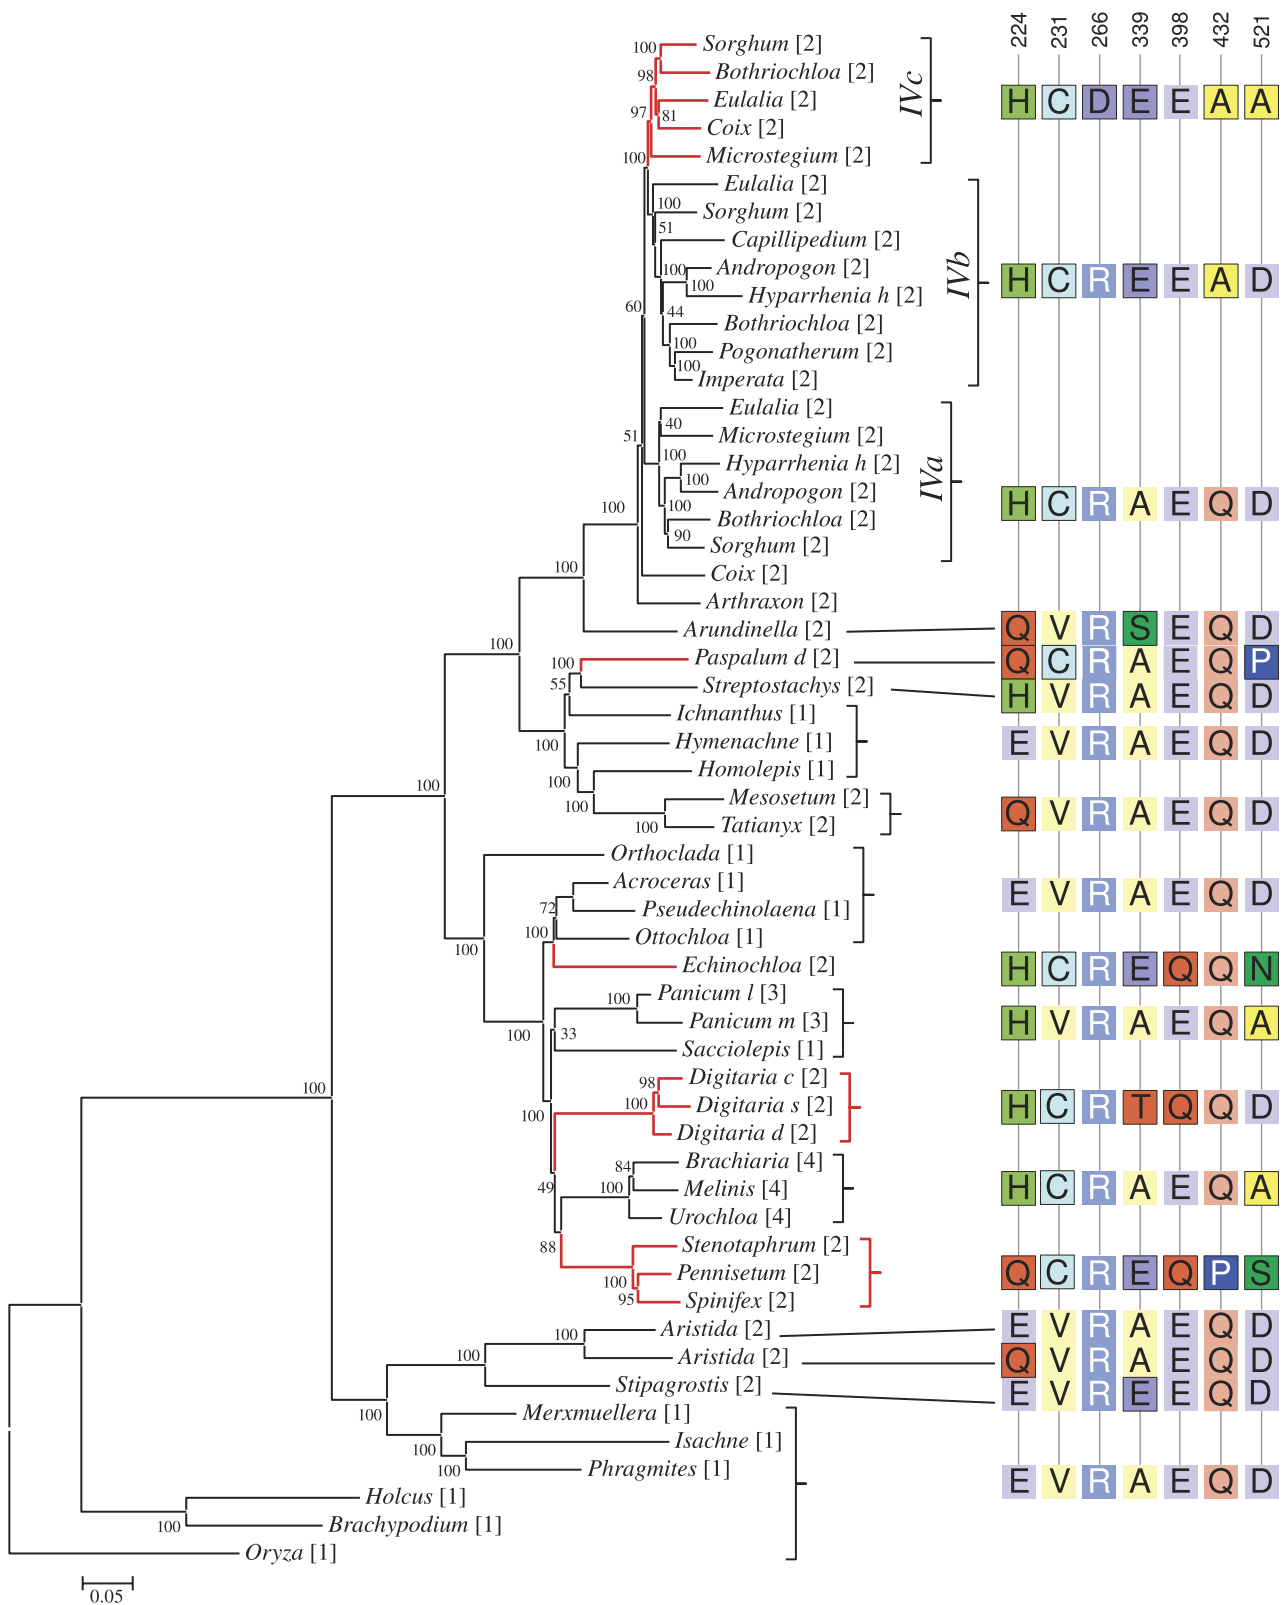 224 231 266 339 398 432 521
100 Sorghum [2]
98 Bothriochloa [2]
Eulalia [2] IVc H C D E E A A
97 81 Coix [2]
100 Microstegium [2]
Eulalia [2]
100 Sorghum [2]
51 Capillipedium [2]
100 Andropogon [2] IVb H C R E E A D
100 Hyparrhenia h [2]
60 44 Bothriochloa [2]
100 Pogonatherum [2]
100 Imperata [2]
Eulalia [2]
51 40 Microstegium [2]
100 Hyparrhenia h [2] IVa
100 Andropogon [2]
100 100 Bothriochloa [2] H C R A E Q D
90 Sorghum [2]
100 Coix [2]
Arthraxon [2]
Arundinella [2] Q V R S E Q D
100 100 Paspalum d [2] Q C R A E Q P
55 Streptostachys [2] H V R A E Q D
Ichnanthus [1]
100 Hymenachne [1] E V R A E Q D
100 Homolepis [1]
100 100 Mesosetum [2]
100 Tatianyx [2] Q V R A E Q D
Orthoclada [1]
Acroceras [1]
72 Pseudechinolaena [1] E V R A E Q D
100 100 Ottochloa [1]
Echinochloa [2] H C R E Q Q N
100 Panicum l [3]
100 33 Panicum m [3] H V R A E Q A
Sacciolepis [1]
100 98 Digitaria c [2]
100 100 Digitaria s [2] H C R T Q Q D
Digitaria d [2]
84 Brachiaria [4]
49 100 Melinis [4] H C R A E Q A
Urochloa [4]
88 Stenotaphrum [2]
100 Pennisetum [2] Q C R E Q P S
95 Spinifex [2]
100 Aristida [2] E V R A E Q D
100 Aristida [2] Q V R A E Q D
Stipagrostis [2] E V R E E Q D
100 Merxmuellera [1]
100 Isachne [1]
100 Phragmites [1] E V R A E Q D
Holcus [1]
100 Brachypodium [1]
Oryza [1]
0.05